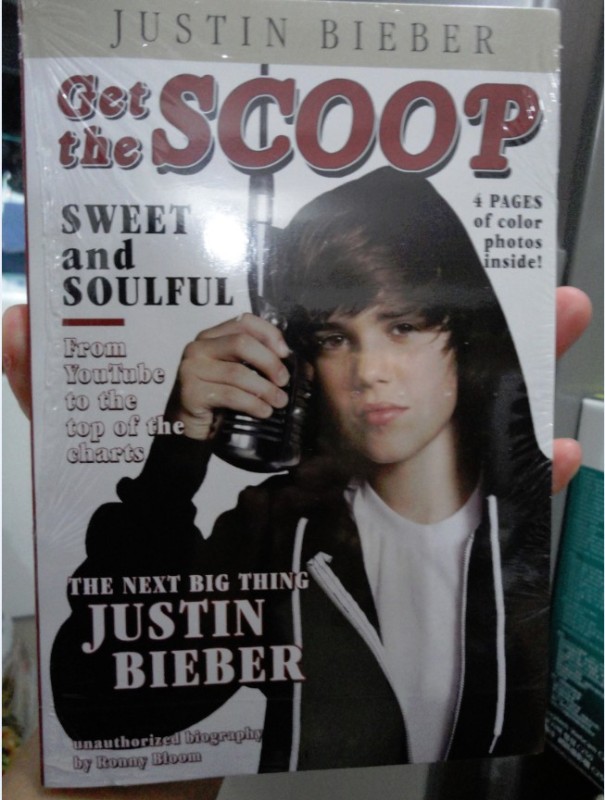 JUSTIN BIEBER
Get
the SCOOP
SWEET
and
SOULFUL
4 PAGES
of color
photos
inside!
From
YouTube
to the
top of the
charts
THE NEXT BIG THING
JUSTIN
BIEBER
unauthorized biography
by Ronny Bloom